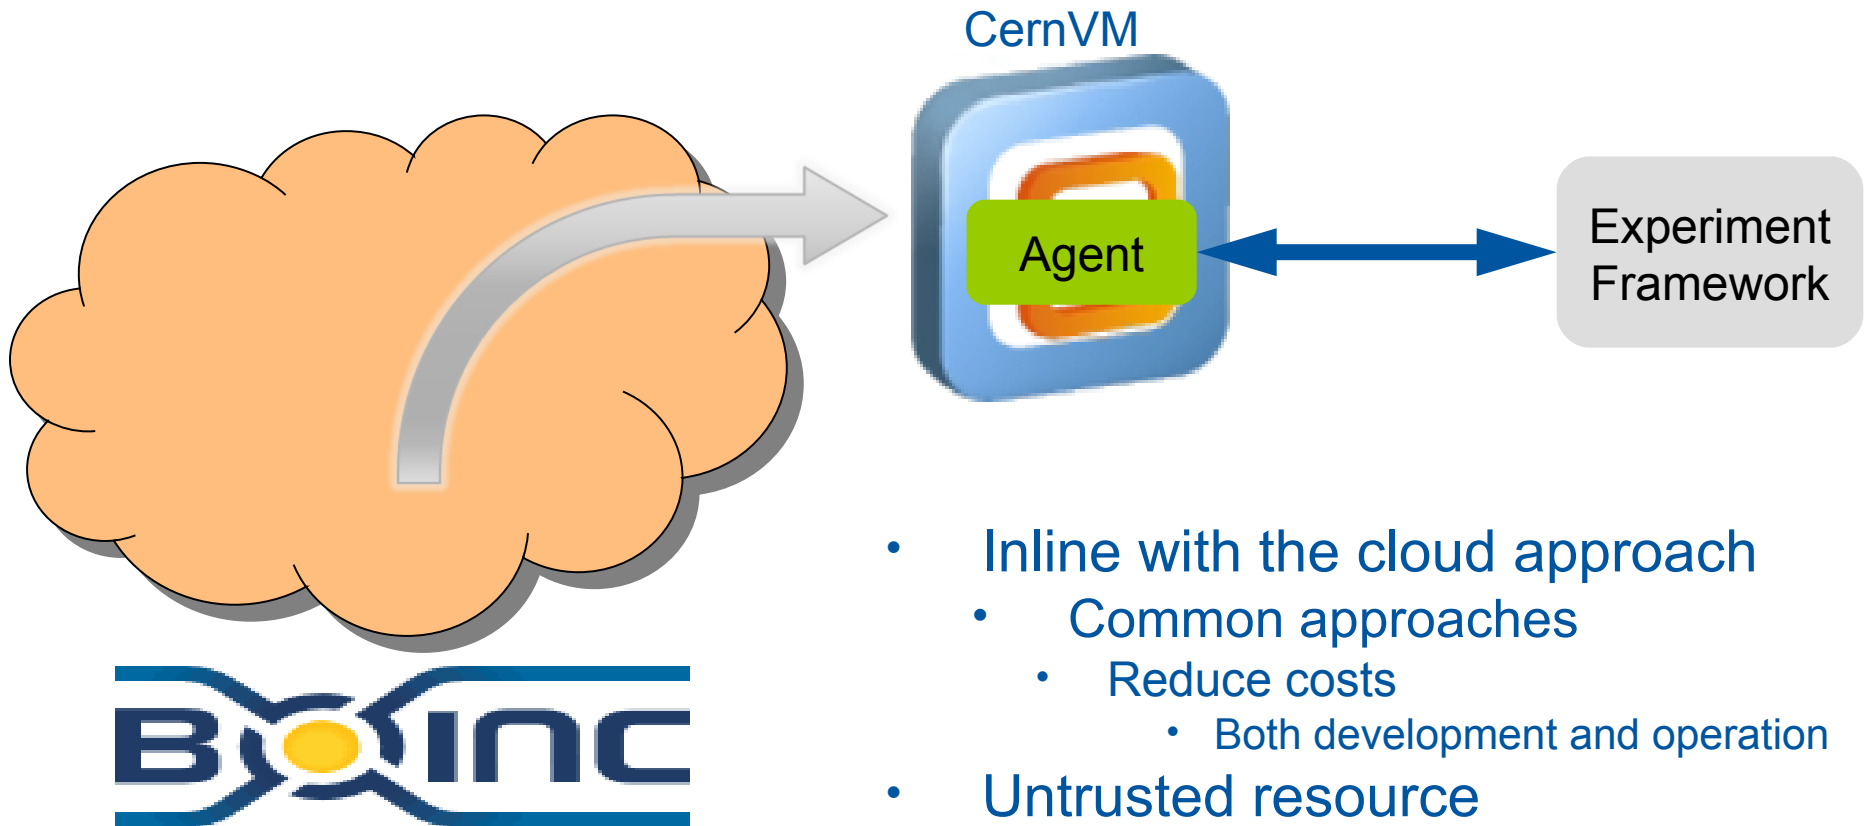 CernVM
Agent
Experiment
Framework
BOINC
• Inline with the cloud approach
• Common approaches
• Reduce costs
• Both development and operation
• Untrusted resource